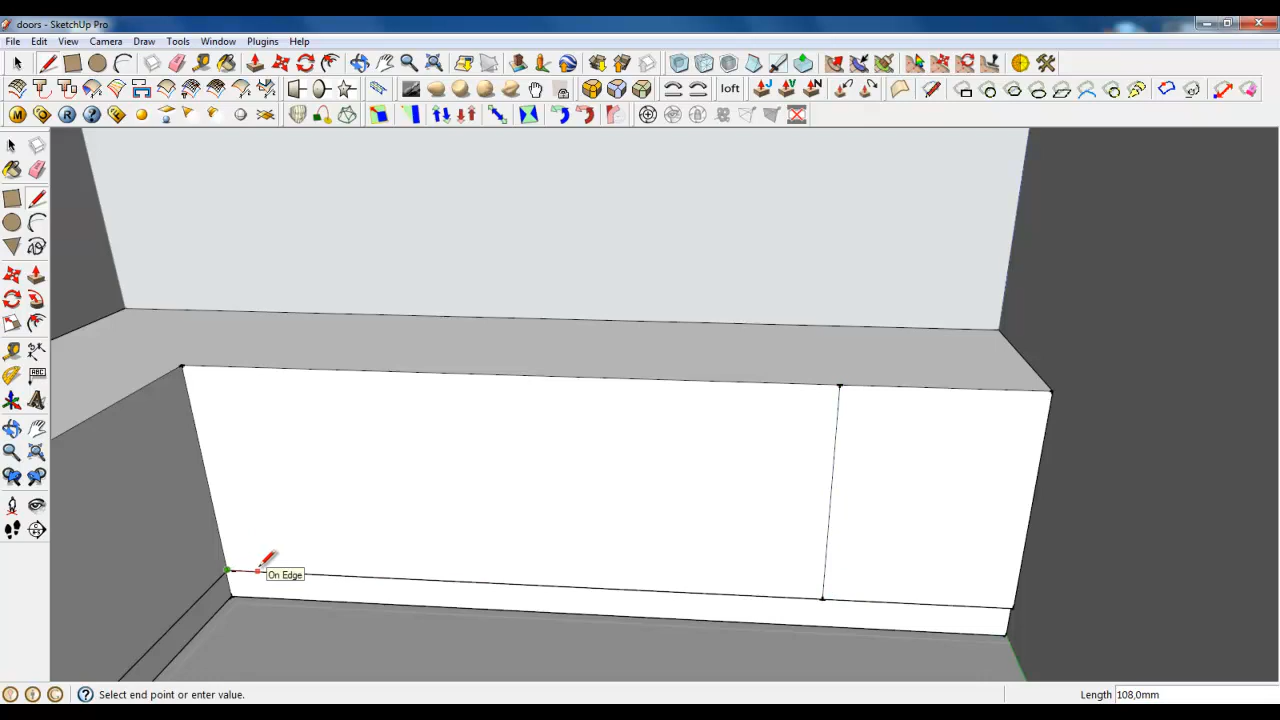 doors - SketchUp Pro
File Edit View Camera Draw Tools Window Plugins Help
loft
M R ?
ABC
On Edge
? Select end point or enter value. Length 108,0mm